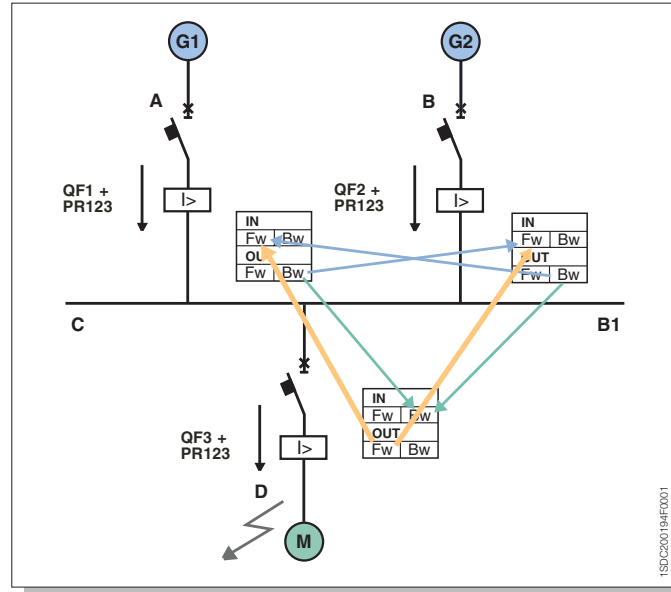 G1
G2
A
B
QF1 +
PR123
I>
QF2 +
PR123
I>
IN
Fw Bw
OU
Fw Bw
IN
Fw Bw
OUT
Fw Bw
C
B1
IN
Fw Bw
OUT
Fw Bw
QF3 +
PR123
I>
D
M
1SDC200194F0001